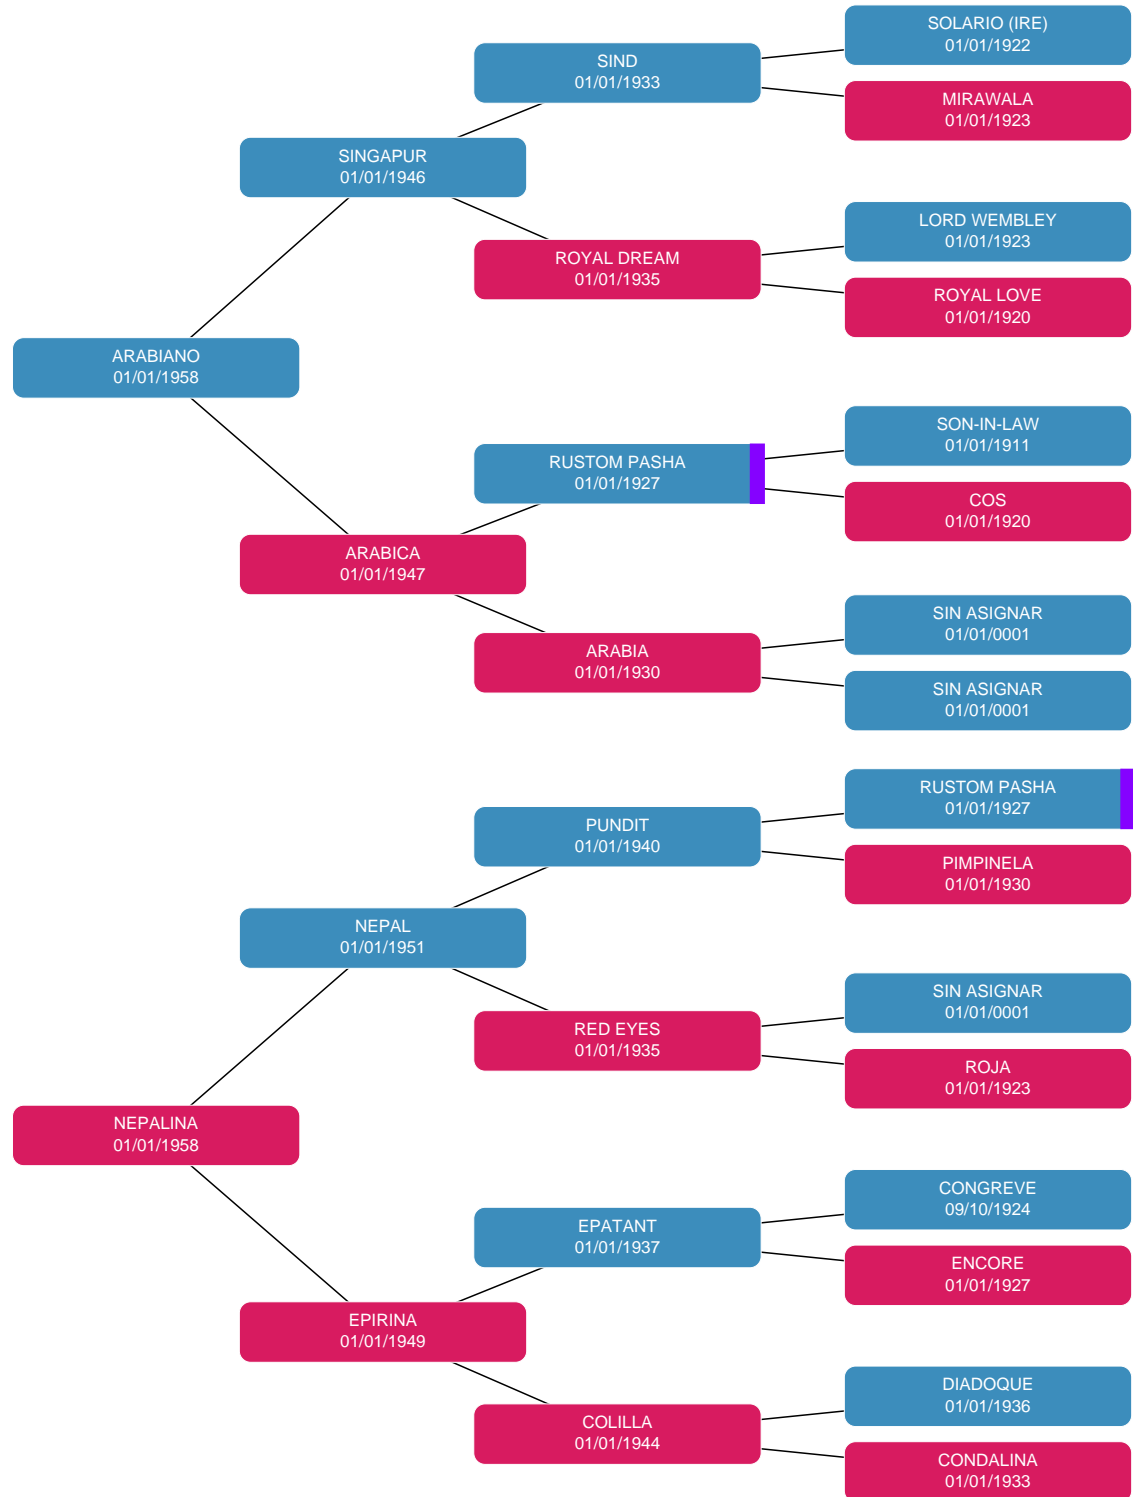 SOLARIO (IRE)
01/01/1922
SIND
01/01/1933
MIRAWALA
01/01/1923
SINGAPUR
01/01/1946
LORD WEMBLEY
01/01/1923
ROYAL DREAM
01/01/1935
ROYAL LOVE
01/01/1920
ARABIANO
01/01/1958
SON-IN-LAW
01/01/1911
RUSTOM PASHA
01/01/1927
COS
01/01/1920
ARABICA
01/01/1947
SIN ASIGNAR
01/01/0001
ARABIA
01/01/1930
SIN ASIGNAR
01/01/0001
RUSTOM PASHA
01/01/1927
PUNDIT
01/01/1940
PIMPINELA
01/01/1930
NEPAL
01/01/1951
SIN ASIGNAR
01/01/0001
RED EYES
01/01/1935
ROJA
01/01/1923
NEPALINA
01/01/1958
CONGREVE
09/10/1924
EPATANT
01/01/1937
ENCORE
01/01/1927
EPIRINA
01/01/1949
DIADOQUE
01/01/1936
COLILLA
01/01/1944
CONDALINA
01/01/1933